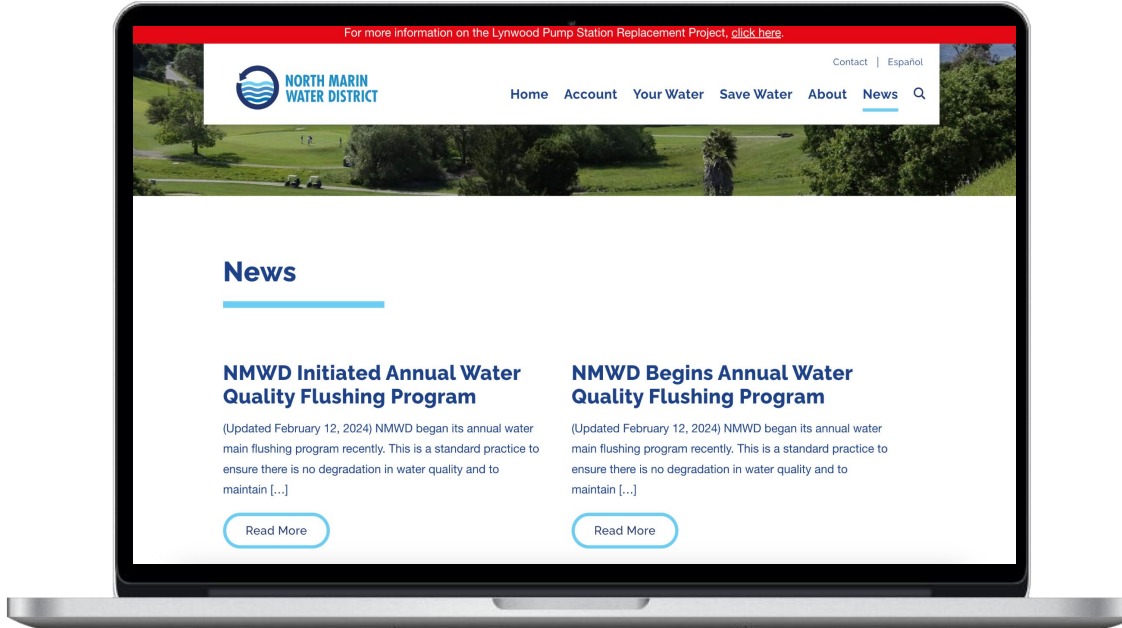 For more information on the Lynwood Pump Station Replacement Project, click here.
Contact | Español
NORTH MARIN
WATER DISTRICT
Home Account Your Water Save Water About News
News
NMWD Initiated Annual Water
Quality Flushing Program
(Updated February 12, 2024) NMWD began its annual water
main flushing program recently. This is a standard practice to
ensure there is no degradation in water quality and to
maintain […]
Read More
NMWD Begins Annual Water
Quality Flushing Program
(Updated February 12, 2024) NMWD began its annual water
main flushing program recently. This is a standard practice to
ensure there is no degradation in water quality and to
maintain […]
Read More